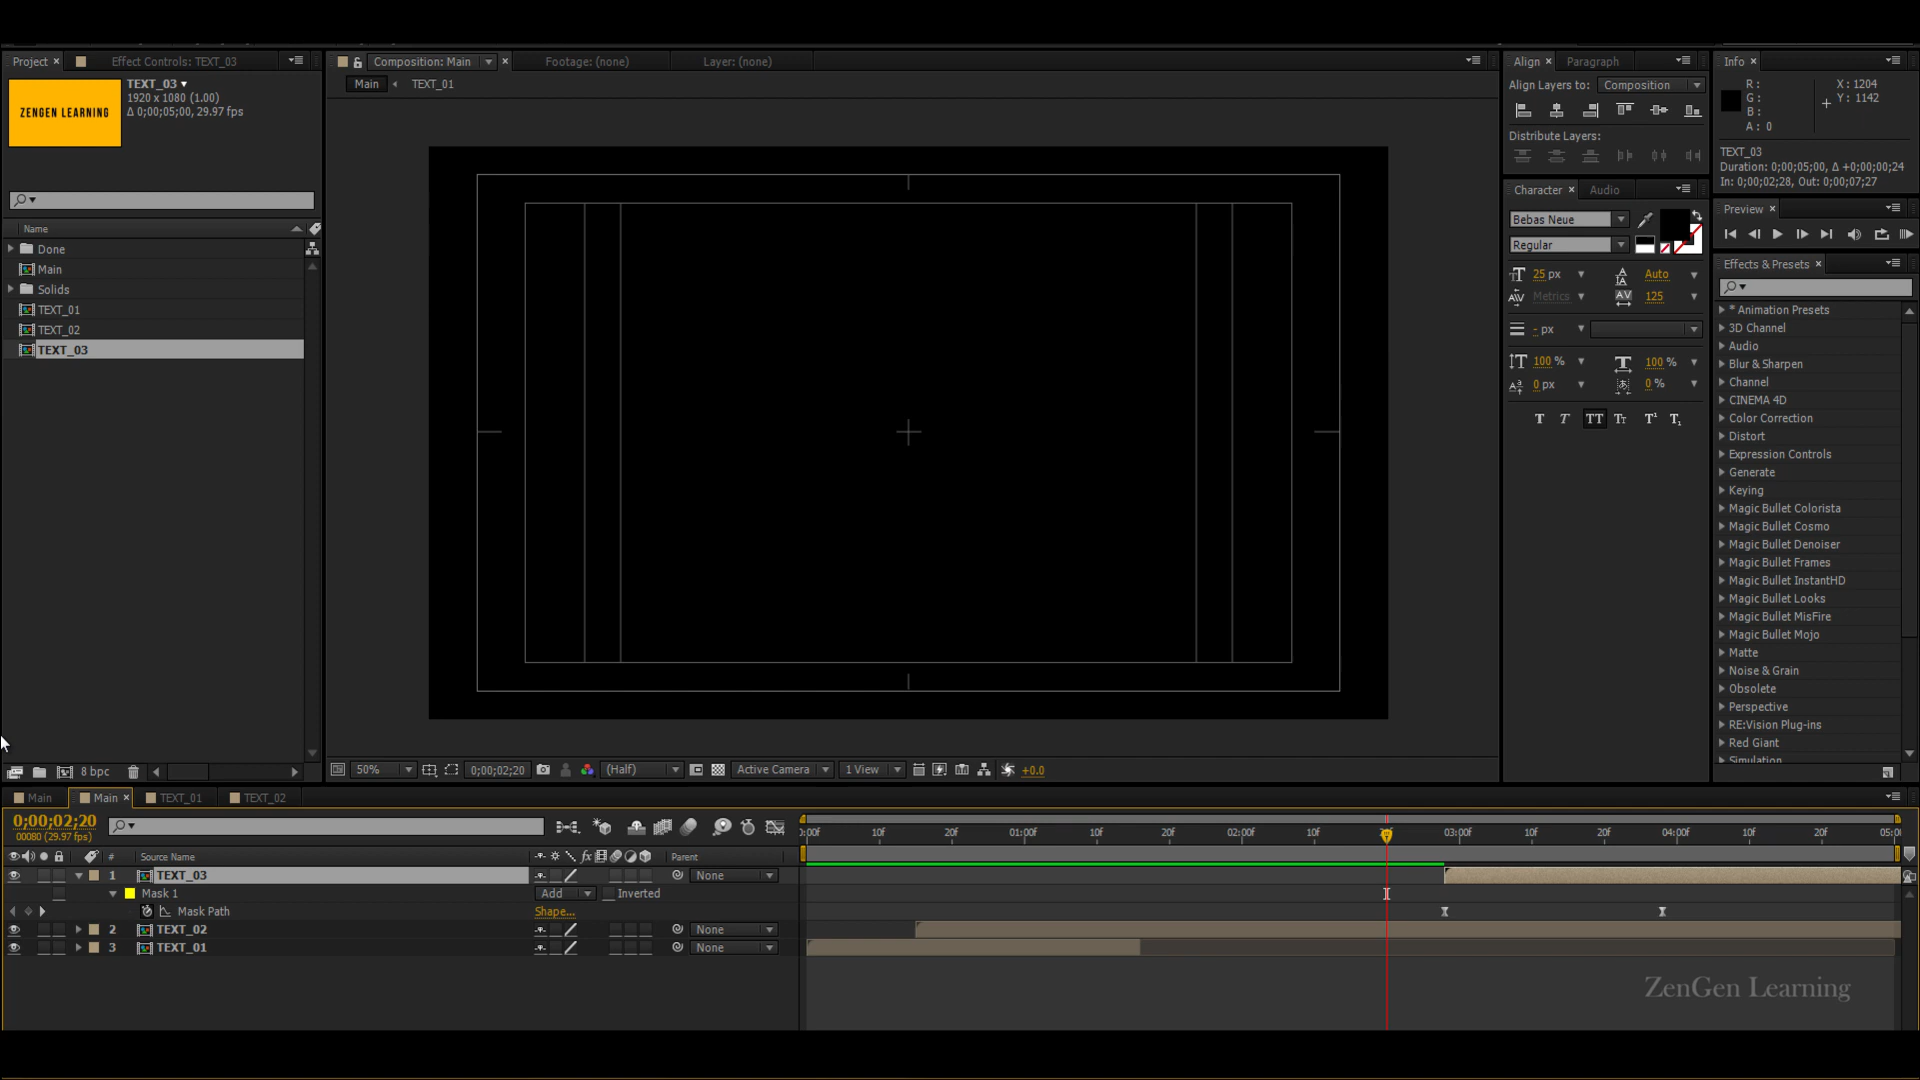 Project ×
Effect Controls: TEXT_03
Composition: Main
Footage: (none)
Layer: (none)
Align ×
Paragraph
Info ×
ZENGEN LEARNING
TEXT_03
1920 x 1080 (1.00)
Δ 0;00;05;00, 29.97 fps
Main
TEXT_01
Align Layers to: Composition
Distribute Layers:
R :
G :
B :
A : 0
X : 1204
Y : 1142
TEXT_03
Duration: 0;00;05;00, Δ +0;00;00;24
In: 0;00;02;28, Out: 0;00;07;27
Character ×
Audio
Preview ×
Bebas Neue
Regular
25 px
Auto
Metrics
125
- px
100 %
100 %
0 px
0 %
T T TT Tr T¹ T₁
Name
Done
Main
Solids
TEXT_01
TEXT_02
TEXT_03
Effects & Presets ×
* Animation Presets
3D Channel
Audio
Blur & Sharpen
Channel
CINEMA 4D
Color Correction
Distort
Expression Controls
Generate
Keying
Magic Bullet Colorista
Magic Bullet Cosmo
Magic Bullet Denoiser
Magic Bullet Frames
Magic Bullet InstantHD
Magic Bullet Looks
Magic Bullet MisFire
Magic Bullet Mojo
Matte
Noise & Grain
Obsolete
Perspective
RE:Vision Plug-ins
Red Giant
Simulation
8 bpc
50%
0;00;02;20
(Half)
Active Camera
1 View
+0.0
Main
Main ×
TEXT_01
TEXT_02
0;00;02;20
00080 (29.97 fps)
:00f 10f 20f 01:00f 10f 20f 02:00f 10f 20f 03:00f 10f 20f 04:00f 10f 20f 05:0
# Source Name
Parent
1 TEXT_03
None
Mask 1
Add
Inverted
Mask Path
Shape...
2 TEXT_02
None
3 TEXT_01
None
ZenGen Learning